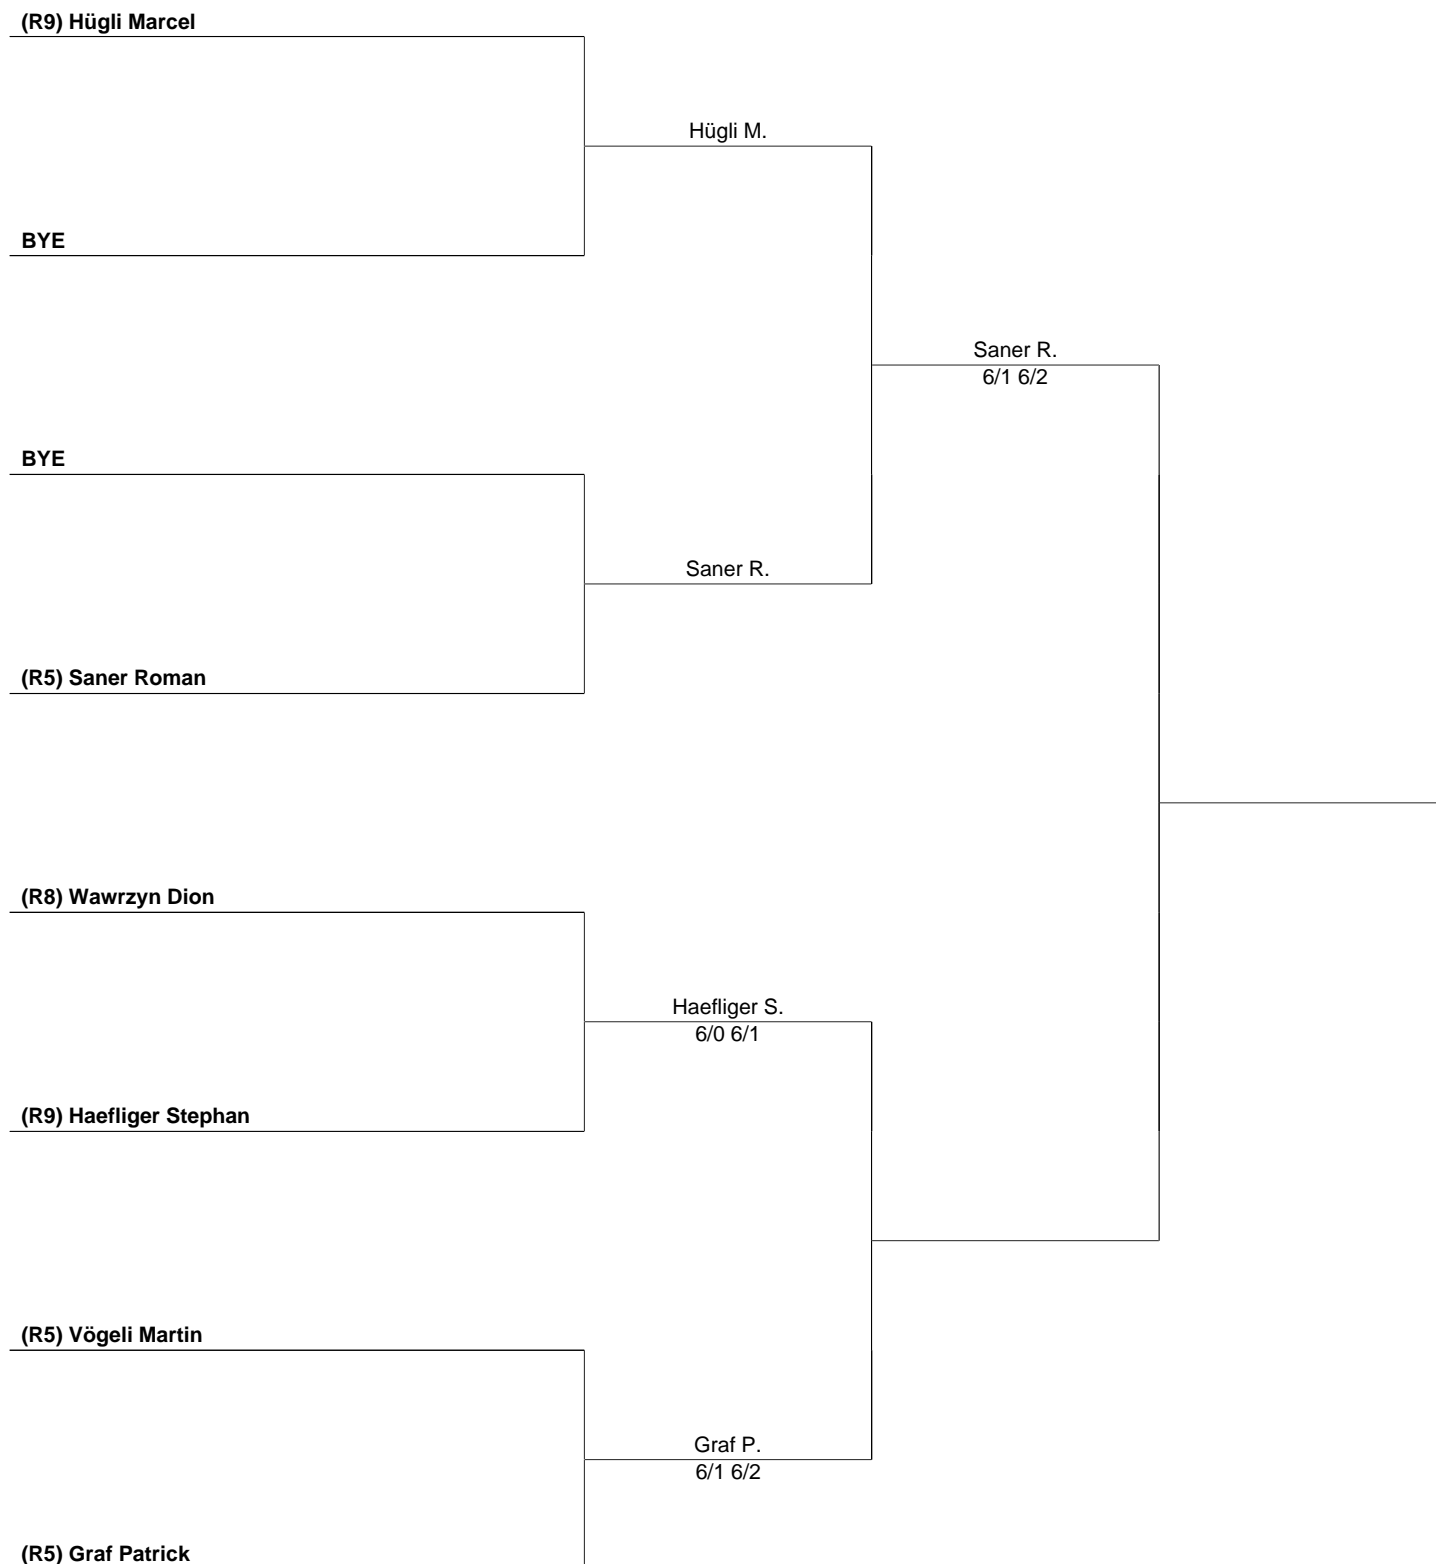 (R9) Hügli Marcel
Hügli M.
BYE
Saner R.
6/1 6/2
BYE
Saner R.
(R5) Saner Roman
(R8) Wawrzyn Dion
Haefliger S.
6/0 6/1
(R9) Haefliger Stephan
(R5) Vögeli Martin
Graf P.
6/1 6/2
(R5) Graf Patrick